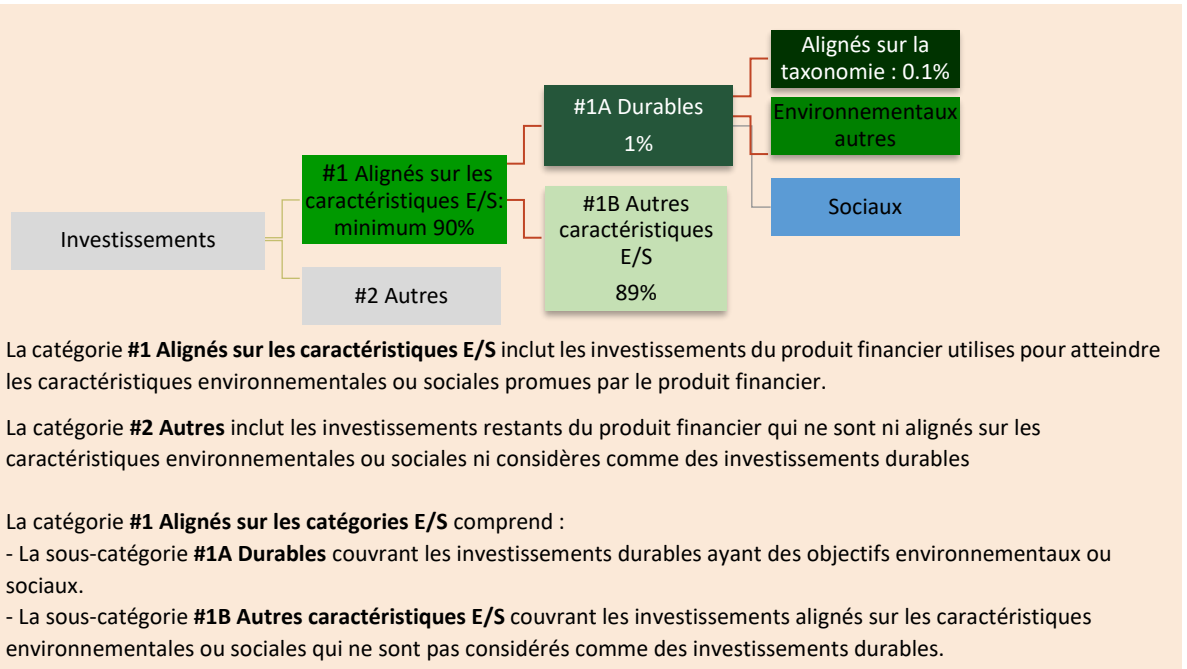 Alignés sur la
taxonomie : 0.1%
#1A Durables
1%
Environnementaux
autres
#1 Alignés sur les
caractéristiques E/S:
minimum 90%
#1B Autres
caractéristiques
E/S
89%
Sociaux
Investissements
#2 Autres
La catégorie #1 Alignés sur les caractéristiques E/S inclut les investissements du produit financier utilises pour atteindre
les caractéristiques environnementales ou sociales promues par le produit financier.
La catégorie #2 Autres inclut les investissements restants du produit financier qui ne sont ni alignés sur les
caractéristiques environnementales ou sociales ni considères comme des investissements durables
La catégorie #1 Alignés sur les catégories E/S comprend :
- La sous-catégorie #1A Durables couvrant les investissements durables ayant des objectifs environnementaux ou
sociaux.
- La sous-catégorie #1B Autres caractéristiques E/S couvrant les investissements alignés sur les caractéristiques
environnementales ou sociales qui ne sont pas considérés comme des investissements durables.